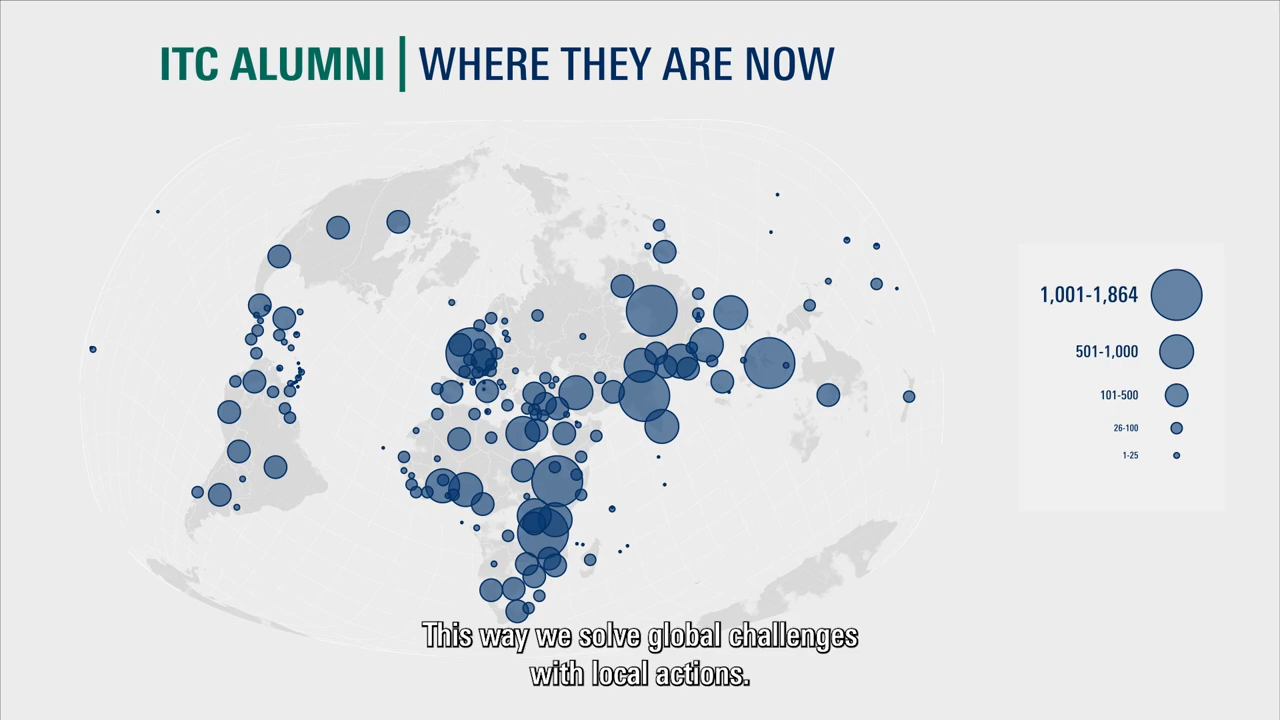 ITC ALUMNI | WHERE THEY ARE NOW
1,001-1,864
501-1,000
101-500
26-100
1-25
This way we solve global challenges
with local actions.